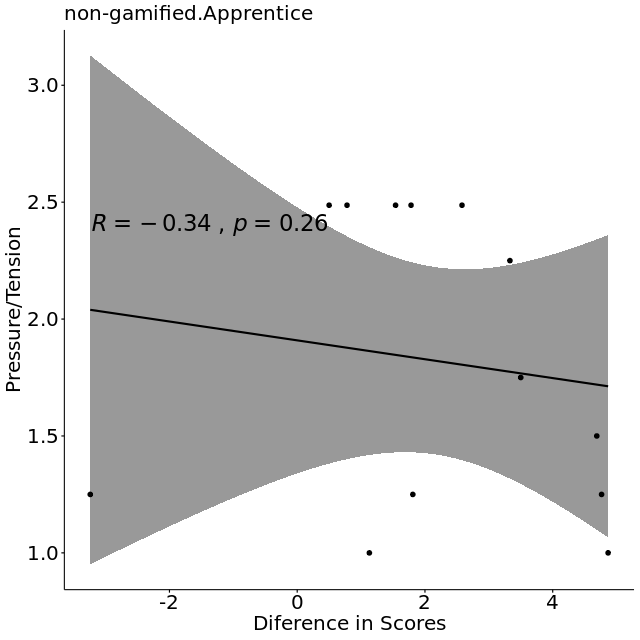 non-gamified.Apprentice
3.0
2.5
R = −0.34 , p = 0.26
2.0
1.5
1.0
Pressure/Tension
-2 0 2 4
Diference in Scores